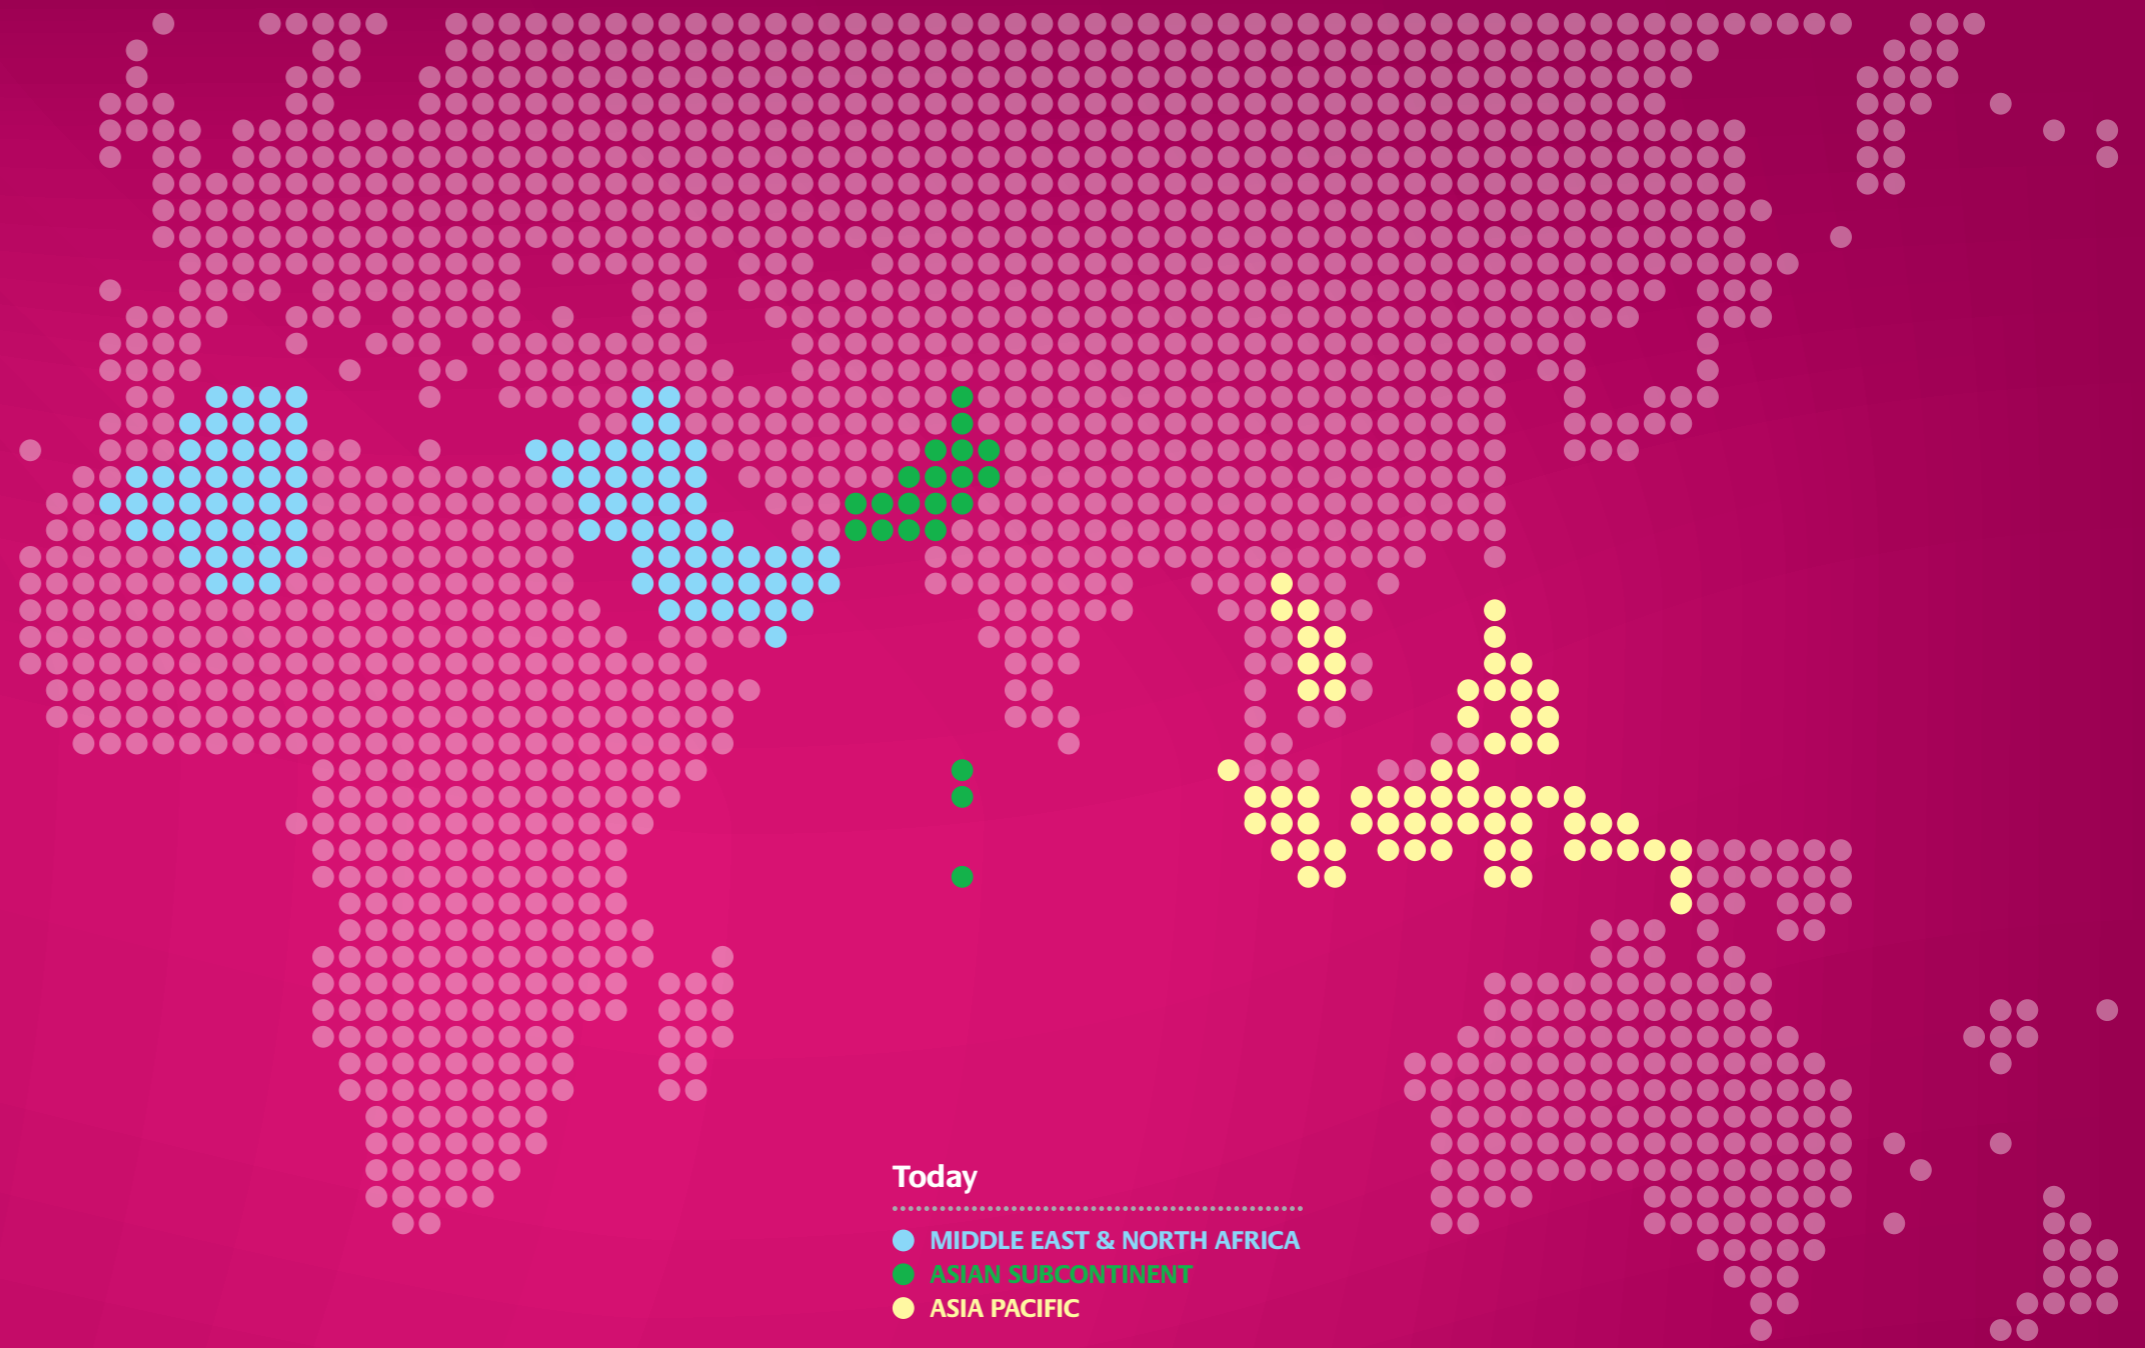 Today
MIDDLE EAST & NORTH AFRICA
ASIAN SUBCONTINENT
ASIA PACIFIC